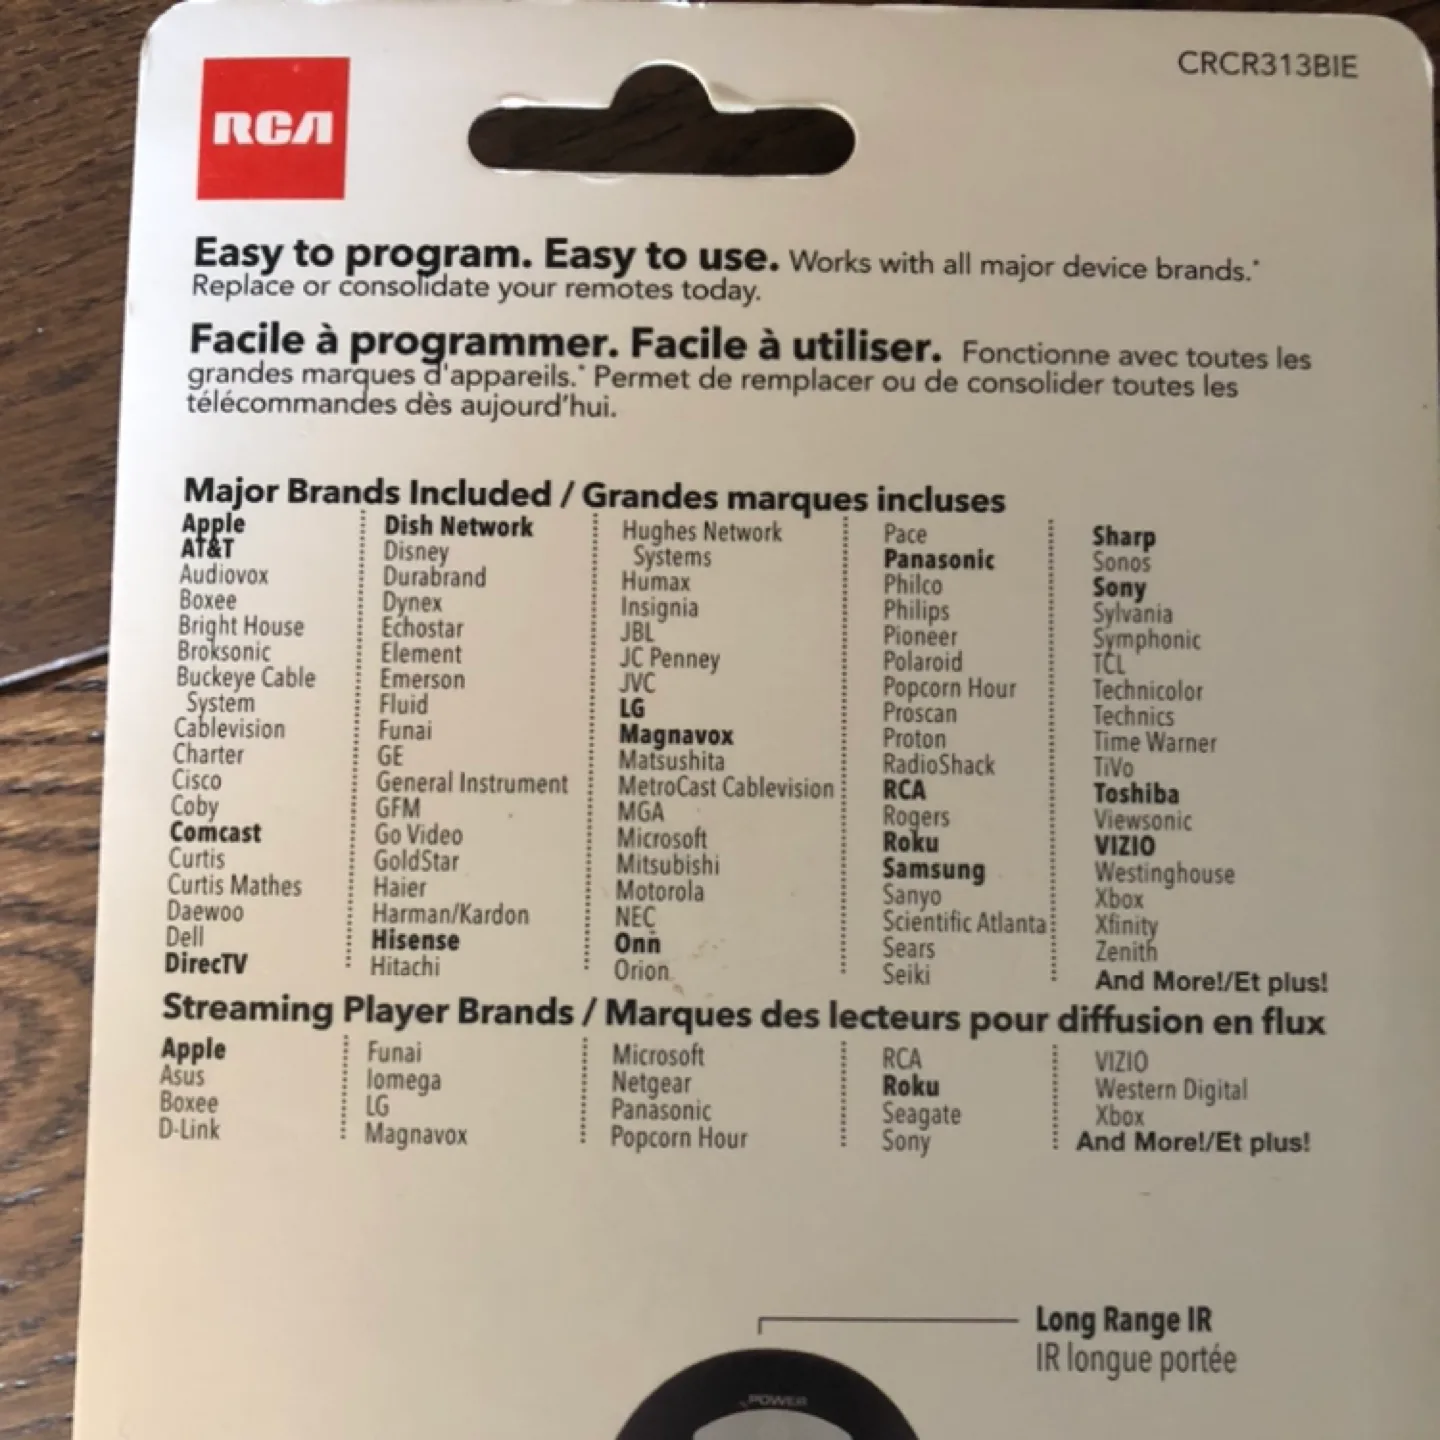 RCA
CRCR313BIE
Easy to program. Easy to use. Works with all major device brands.*
Replace or consolidate your remotes today.
Facile à programmer. Facile à utiliser. Fonctionne avec toutes les
grandes marques d'appareils.* Permet de remplacer ou de consolider toutes les
télécommandes dès aujourd'hui.
Major Brands Included / Grandes marques incluses
Apple
AT&T
Audiovox
Boxee
Bright House
Broksonic
Buckeye Cable
System
Cablevision
Charter
Cisco
Coby
Comcast
Curtis
Curtis Mathes
Daewoo
Dell
DirecTV
Dish Network
Disney
Durabrand
Dynex
Echostar
Element
Emerson
Fluid
Funai
GE
General Instrument
GFM
Go Video
GoldStar
Haier
Harman/Kardon
Hisense
Hitachi
Hughes Network
Systems
Humax
Insignia
JBL
JC Penney
JVC
LG
Magnavox
Matsushita
MetroCast Cablevision
MGA
Microsoft
Mitsubishi
Motorola
NEC
Onn
Orion
Pace
Panasonic
Philco
Philips
Pioneer
Polaroid
Popcorn Hour
Proscan
Proton
RadioShack
RCA
Rogers
Roku
Samsung
Sanyo
Scientific Atlanta
Sears
Seiki
Sharp
Sonos
Sony
Sylvania
Symphonic
TCL
Technicolor
Technics
Time Warner
TiVo
Toshiba
Viewsonic
VIZIO
Westinghouse
Xbox
Xfinity
Zenith
And More!/Et plus!
Streaming Player Brands / Marques des lecteurs pour diffusion en flux
Apple
Asus
Boxee
D-Link
Funai
Iomega
LG
Magnavox
Microsoft
Netgear
Panasonic
Popcorn Hour
RCA
Roku
Seagate
Sony
VIZIO
Western Digital
Xbox
And More!/Et plus!
Long Range IR
IR longue portée
POWER